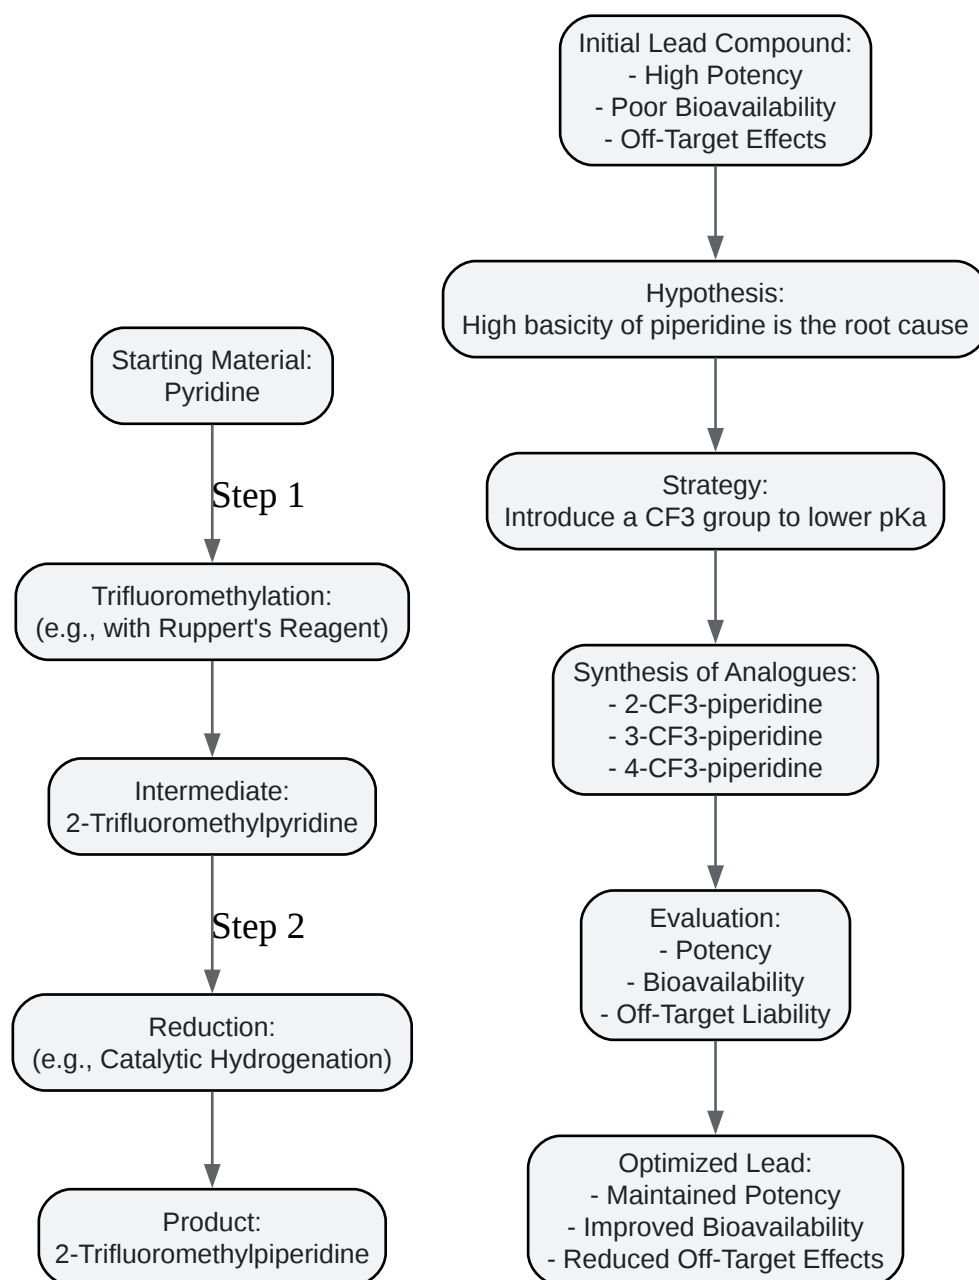 Starting Material:
Pyridine
Step 1
Trifluoromethylation:
(e.g., with Ruppert's Reagent)
Intermediate:
2-Trifluoromethylpyridine
Step 2
Reduction:
(e.g., Catalytic Hydrogenation)
Product:
2-Trifluoromethylpiperidine
Initial Lead Compound:
- High Potency
- Poor Bioavailability
- Off-Target Effects
Hypothesis:
High basicity of piperidine is the root cause
Strategy:
Introduce a CF3 group to lower pKa
Synthesis of Analogues:
- 2-CF3-piperidine
- 3-CF3-piperidine
- 4-CF3-piperidine
Evaluation:
- Potency
- Bioavailability
- Off-Target Liability
Optimized Lead:
- Maintained Potency
- Improved Bioavailability
- Reduced Off-Target Effects